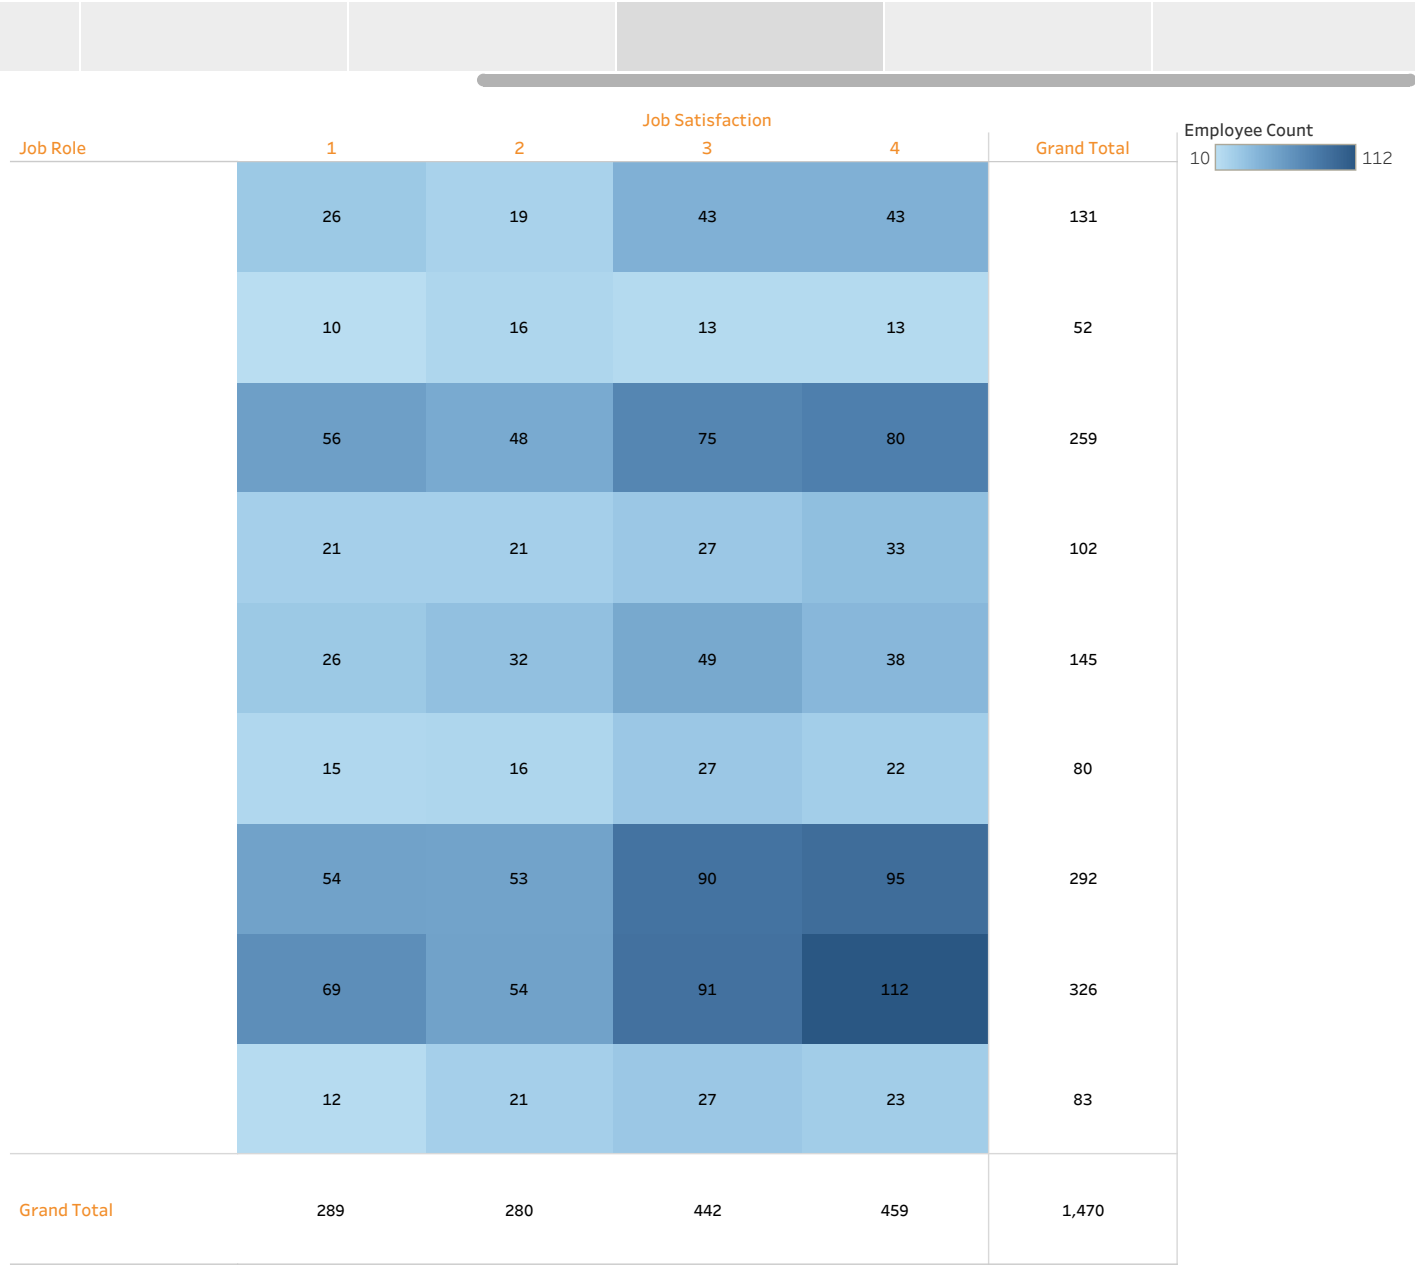 Job Satisfaction
Job Role 1 2 3 4 Grand Total
Employee Count
10 112
26 19 43 43 131
10 16 13 13 52
56 48 75 80 259
21 21 27 33 102
26 32 49 38 145
15 16 27 22 80
54 53 90 95 292
69 54 91 112 326
12 21 27 23 83
Grand Total 289 280 442 459 1,470